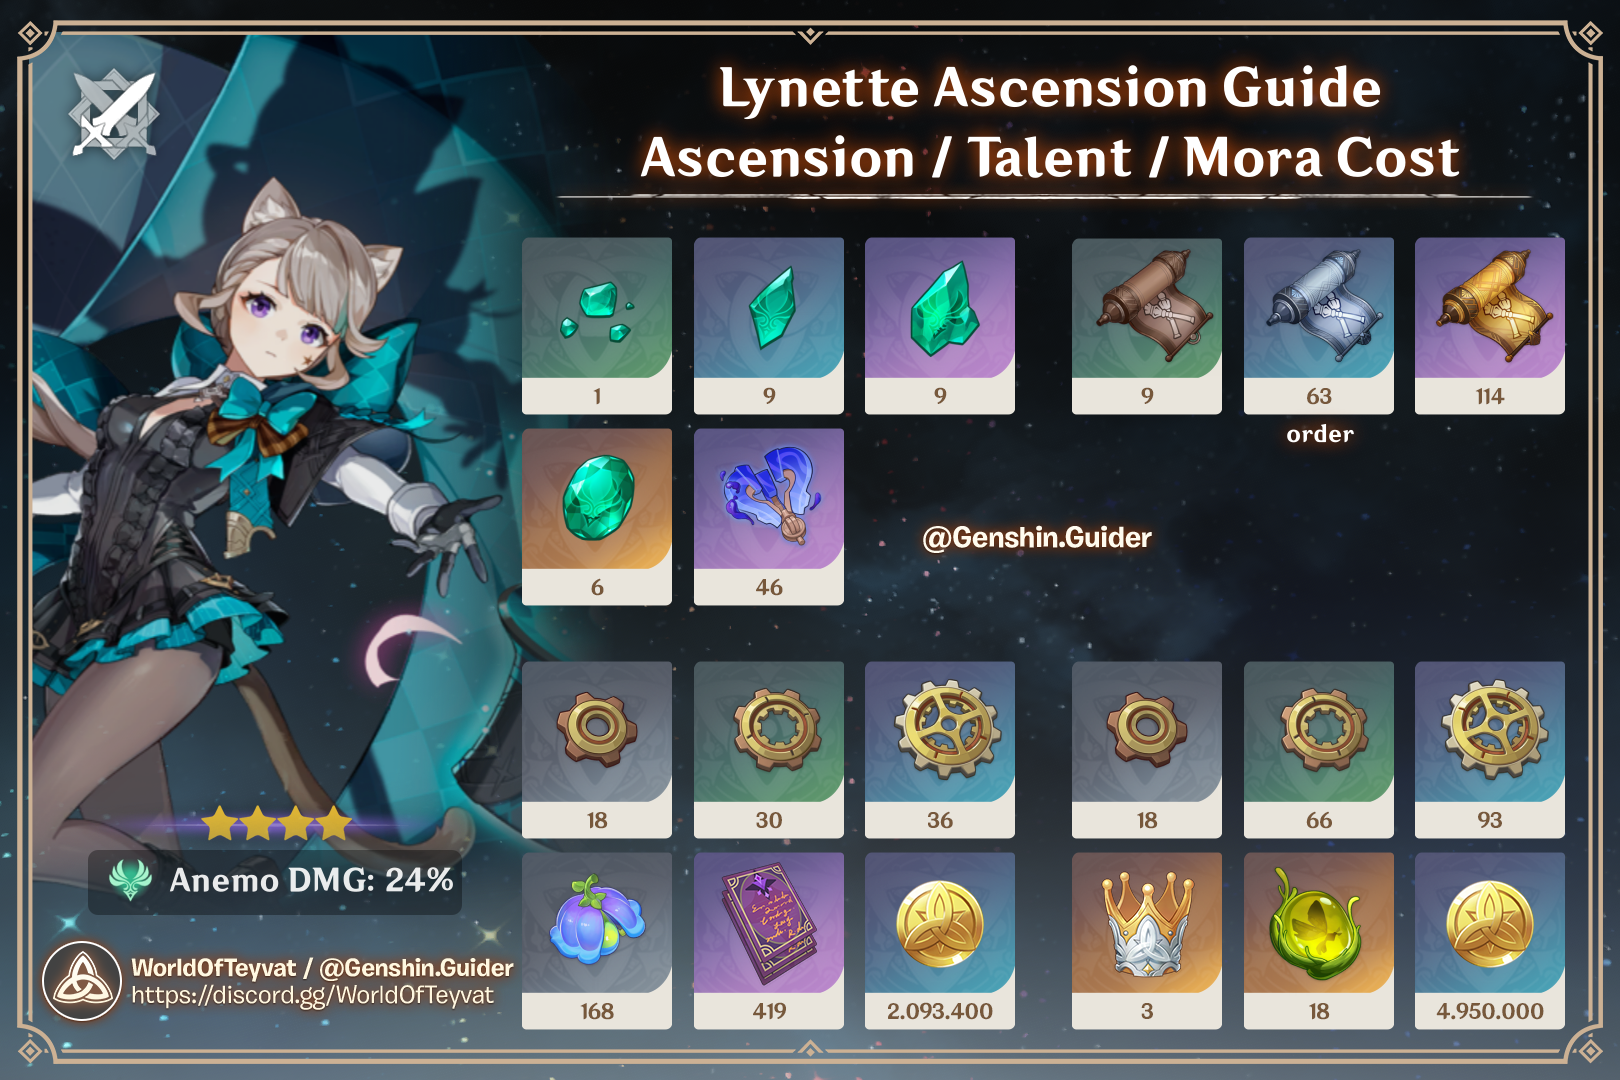 Lynette Ascension Guide
Ascension / Talent / Mora Cost
1
9
9
9
63
114
order
6
46
@Genshin.Guider
18
30
36
18
66
93
168
419
2.093.400
3
18
4.950.000
Anemo DMG: 24%
WorldOfTeyvat / @Genshin.Guider
https://discord.gg/WorldOfTeyvat